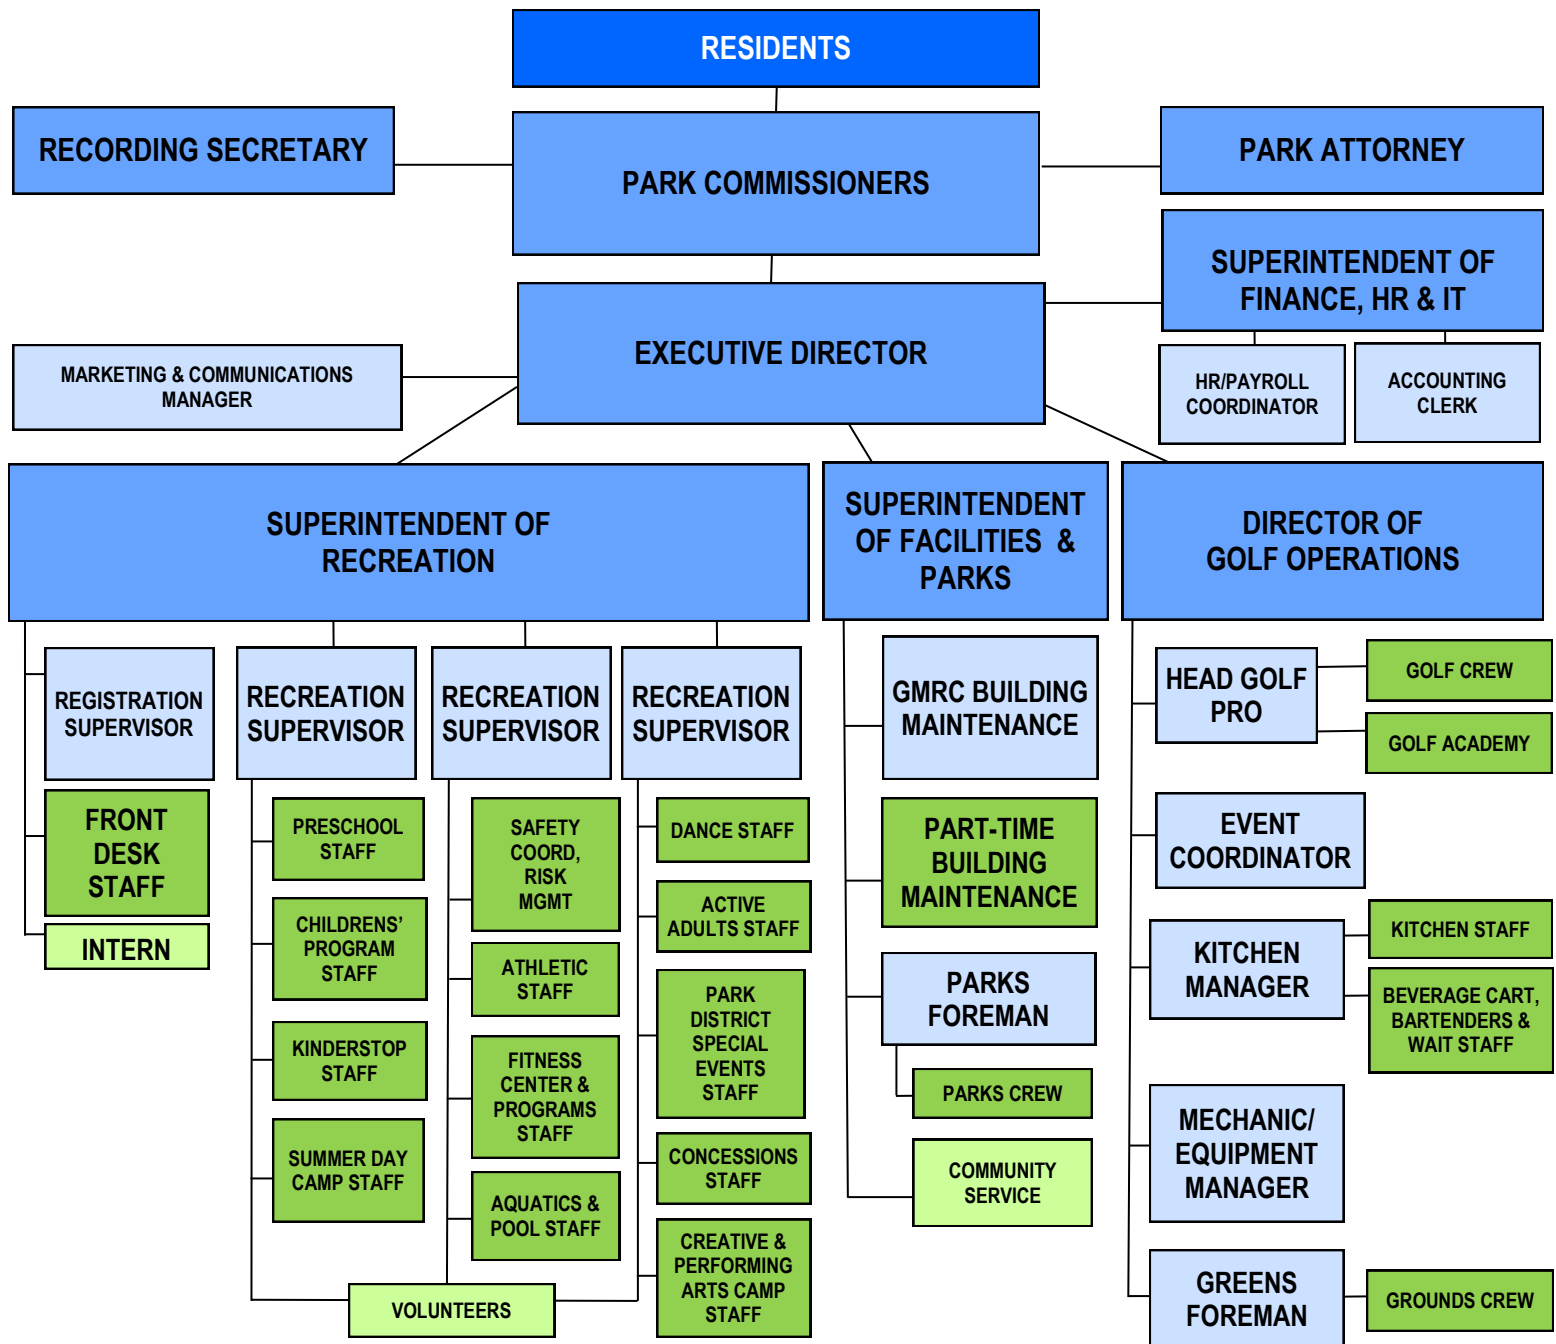 RESIDENTS
RECORDING SECRETARY
PARK COMMISSIONERS
PARK ATTORNEY
SUPERINTENDENT OF
FINANCE, HR & IT
EXECUTIVE DIRECTOR
MARKETING & COMMUNICATIONS
MANAGER
HR/PAYROLL
COORDINATOR
ACCOUNTING
CLERK
SUPERINTENDENT OF
RECREATION
SUPERINTENDENT
OF FACILITIES &
PARKS
DIRECTOR OF
GOLF OPERATIONS
REGISTRATION
SUPERVISOR
FRONT
DESK
STAFF
INTERN
RECREATION
SUPERVISOR
PRESCHOOL
STAFF
CHILDRENS'
PROGRAM
STAFF
KINDERSTOP
STAFF
SUMMER DAY
CAMP STAFF
RECREATION
SUPERVISOR
SAFETY
COORD,
RISK
MGMT
ATHLETIC
STAFF
FITNESS
CENTER &
PROGRAMS
STAFF
AQUATICS &
POOL STAFF
RECREATION
SUPERVISOR
DANCE STAFF
ACTIVE
ADULTS STAFF
PARK
DISTRICT
SPECIAL
EVENTS
STAFF
CONCESSIONS
STAFF
CREATIVE &
PERFORMING
ARTS CAMP
STAFF
VOLUNTEERS
GMRC BUILDING
MAINTENANCE
PART-TIME
BUILDING
MAINTENANCE
PARKS
FOREMAN
PARKS CREW
COMMUNITY
SERVICE
HEAD GOLF
PRO
GOLF CREW
GOLF ACADEMY
EVENT
COORDINATOR
KITCHEN
MANAGER
KITCHEN STAFF
BEVERAGE CART,
BARTENDERS &
WAIT STAFF
MECHANIC/
EQUIPMENT
MANAGER
GREENS
FOREMAN
GROUNDS CREW